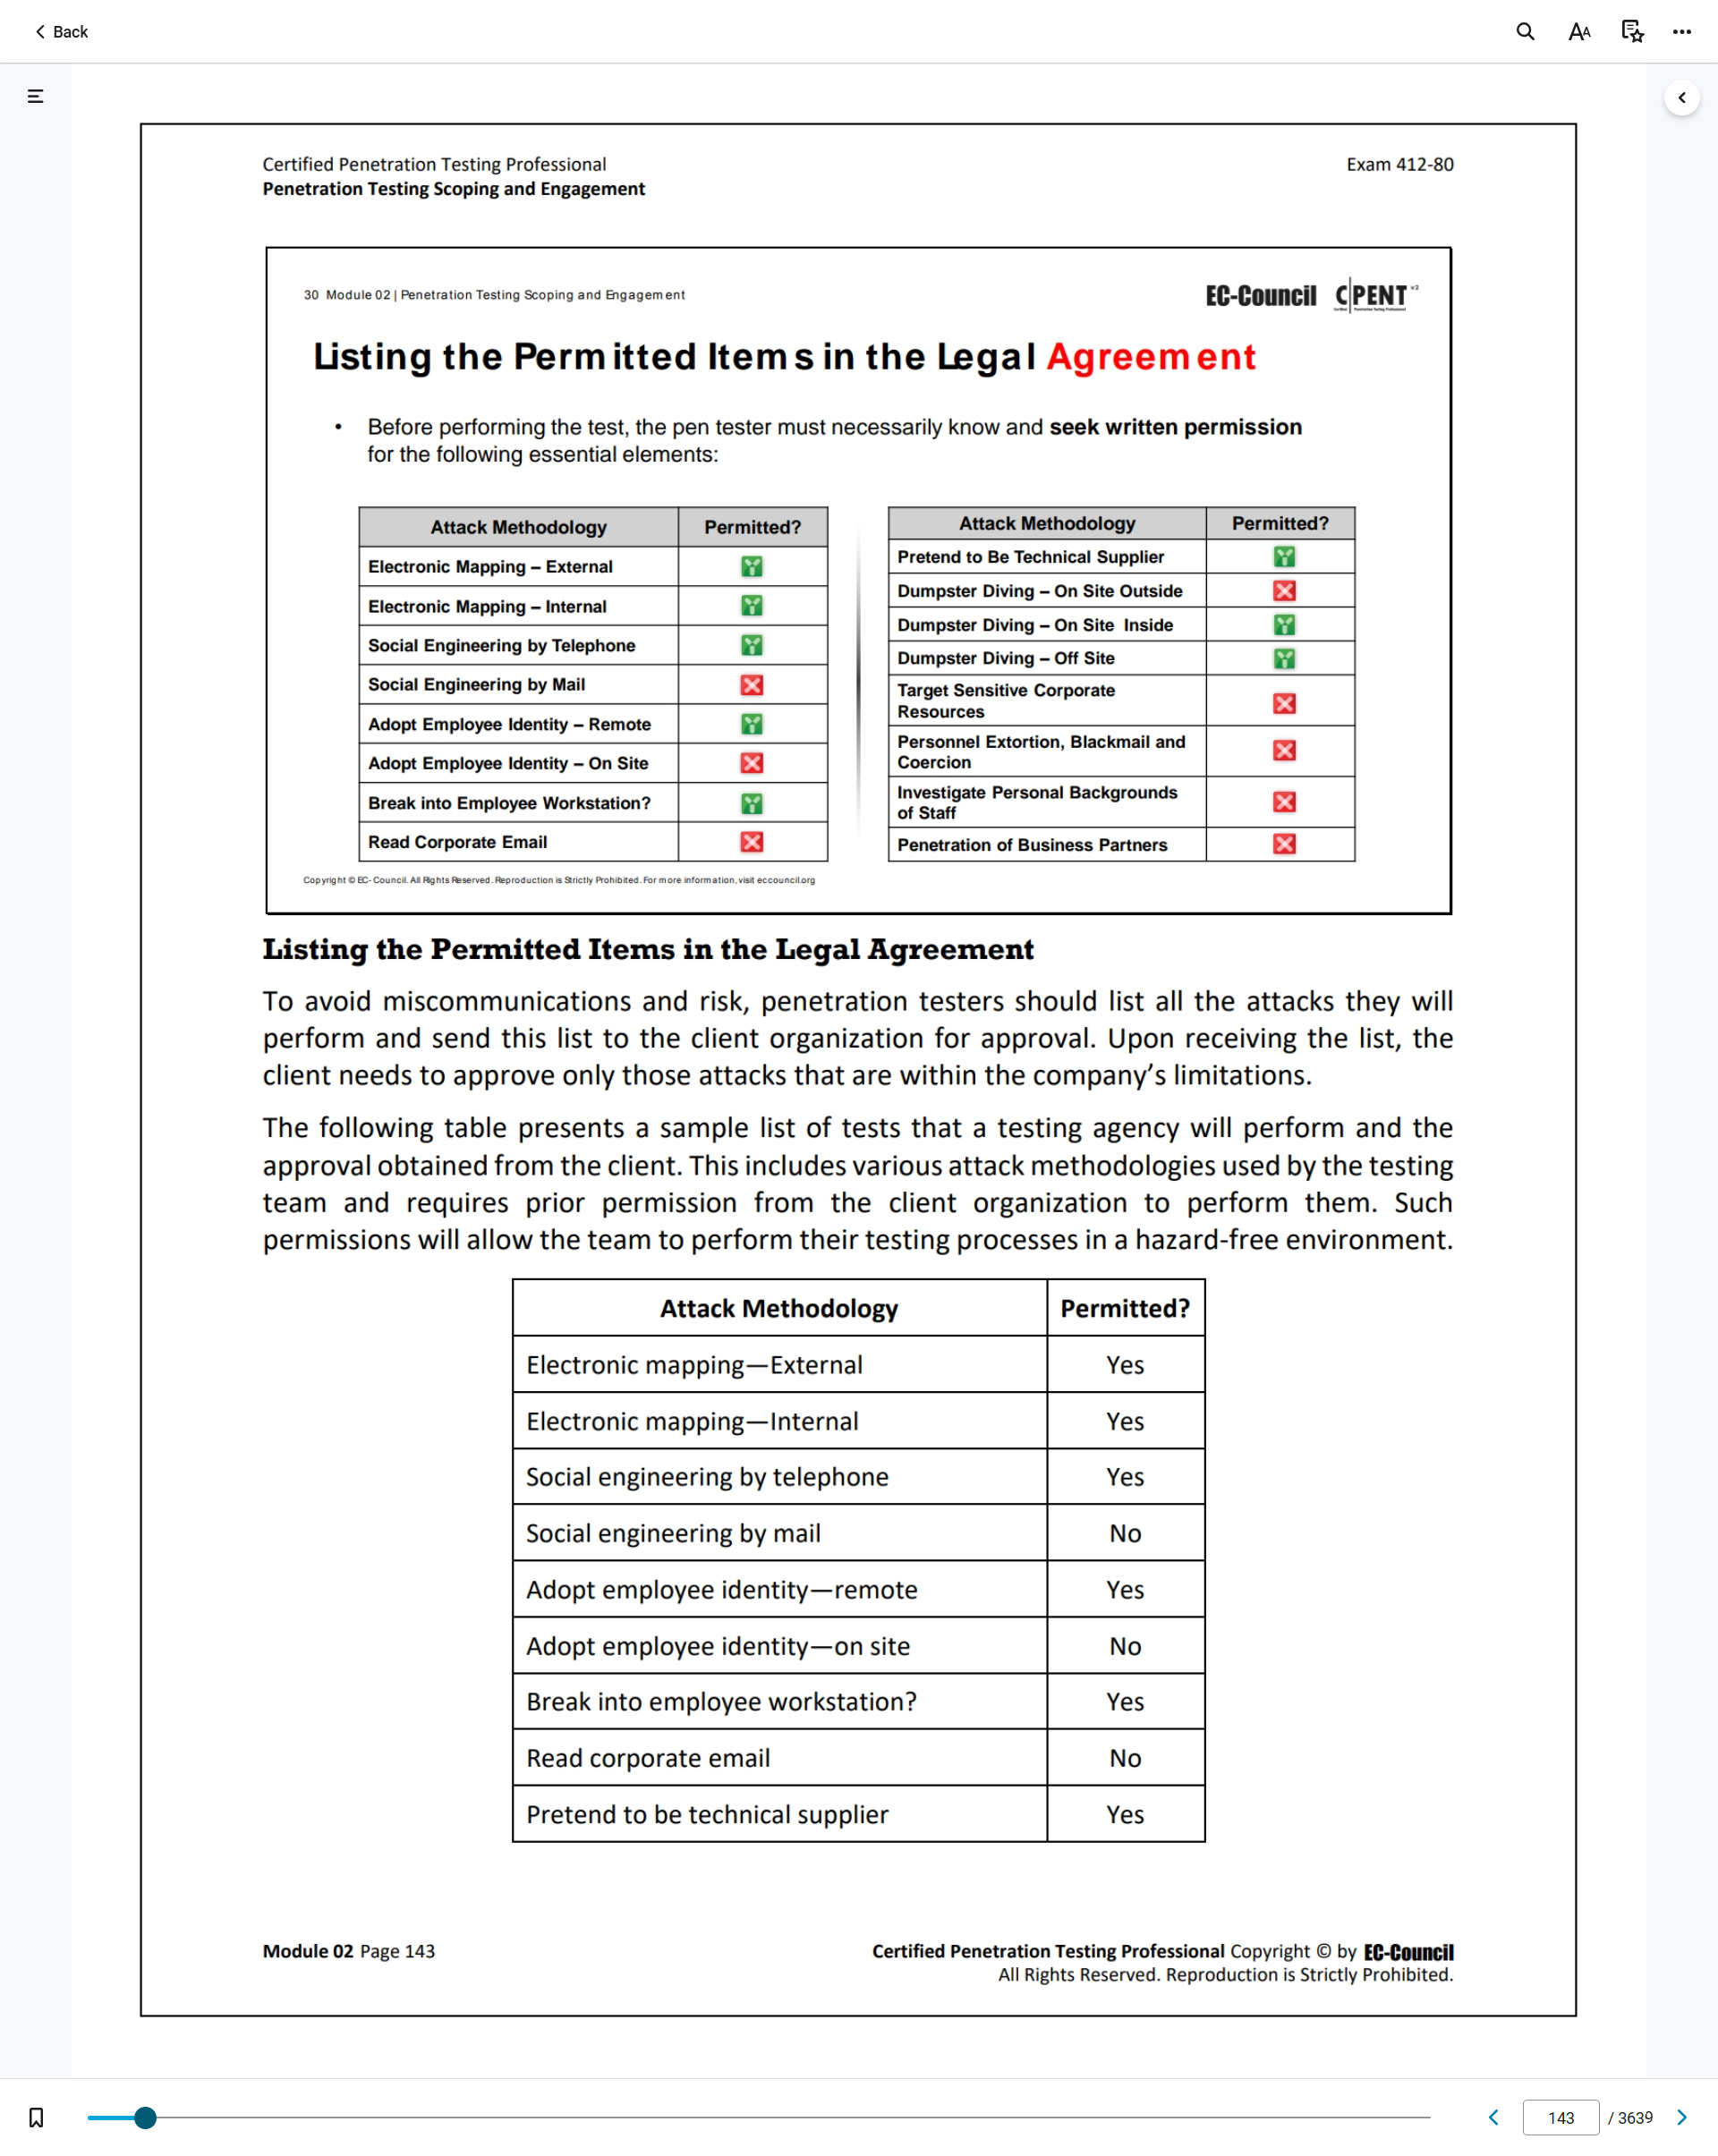 Back
Certified Penetration Testing Professional
Exam 412-80
Penetration Testing Scoping and Engagement
30 Module 02 | Penetration Testing Scoping and Engagement
EC-Council C|PENT v2
Listing the Permitted Items in the Legal Agreement
• Before performing the test, the pen tester must necessarily know and seek written permission
for the following essential elements:
Attack Methodology Permitted?
Electronic Mapping – External
Electronic Mapping – Internal
Social Engineering by Telephone
Social Engineering by Mail
Adopt Employee Identity – Remote
Adopt Employee Identity – On Site
Break into Employee Workstation?
Read Corporate Email
Attack Methodology Permitted?
Pretend to Be Technical Supplier
Dumpster Diving – On Site Outside
Dumpster Diving – On Site Inside
Dumpster Diving – Off Site
Target Sensitive Corporate
Resources
Personnel Extortion, Blackmail and
Coercion
Investigate Personal Backgrounds
of Staff
Penetration of Business Partners
Copyright © EC-Council. All Rights Reserved. Reproduction is Strictly Prohibited. For more information, visit eccouncil.org
Listing the Permitted Items in the Legal Agreement
To avoid miscommunications and risk, penetration testers should list all the attacks they will
perform and send this list to the client organization for approval. Upon receiving the list, the
client needs to approve only those attacks that are within the company’s limitations.
The following table presents a sample list of tests that a testing agency will perform and the
approval obtained from the client. This includes various attack methodologies used by the testing
team and requires prior permission from the client organization to perform them. Such
permissions will allow the team to perform their testing processes in a hazard-free environment.
Attack Methodology Permitted?
Electronic mapping—External Yes
Electronic mapping—Internal Yes
Social engineering by telephone Yes
Social engineering by mail No
Adopt employee identity—remote Yes
Adopt employee identity—on site No
Break into employee workstation? Yes
Read corporate email No
Pretend to be technical supplier Yes
Module 02 Page 143
Certified Penetration Testing Professional Copyright © by EC-Council
All Rights Reserved. Reproduction is Strictly Prohibited.
143 / 3639